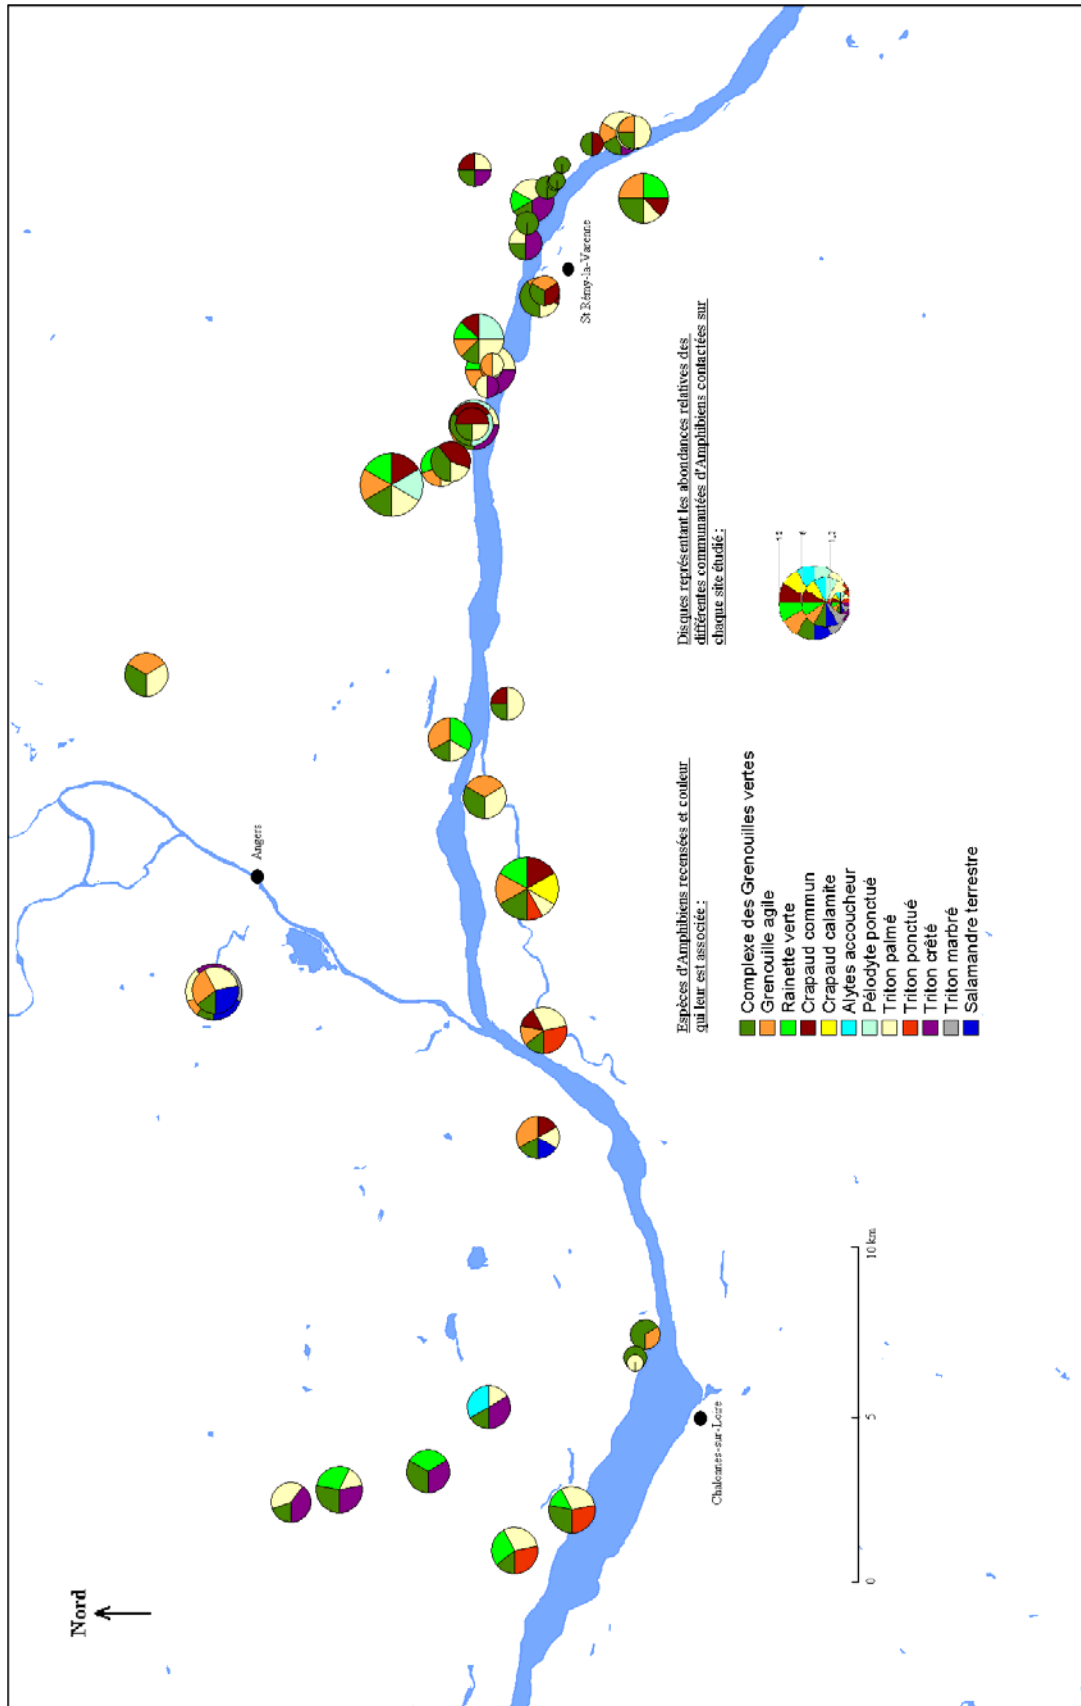 Nord
Angers
St Rémy-la-Varenne
Chalonnes-sur-Loire
0
5
10 km
Espèces d'Amphibiens recensées et couleur
qui leur est associée :
Complexe des Grenouilles vertes
Grenouille agile
Rainette verte
Crapaud commun
Crapaud calamite
Alytes accoucheur
Pélodyte ponctué
Triton palmé
Triton ponctué
Triton crêté
Triton marbré
Salamandre terrestre
Disques représentant les abondances relatives des
différentes communautées d'Amphibiens contactées sur
chaque site étudié :